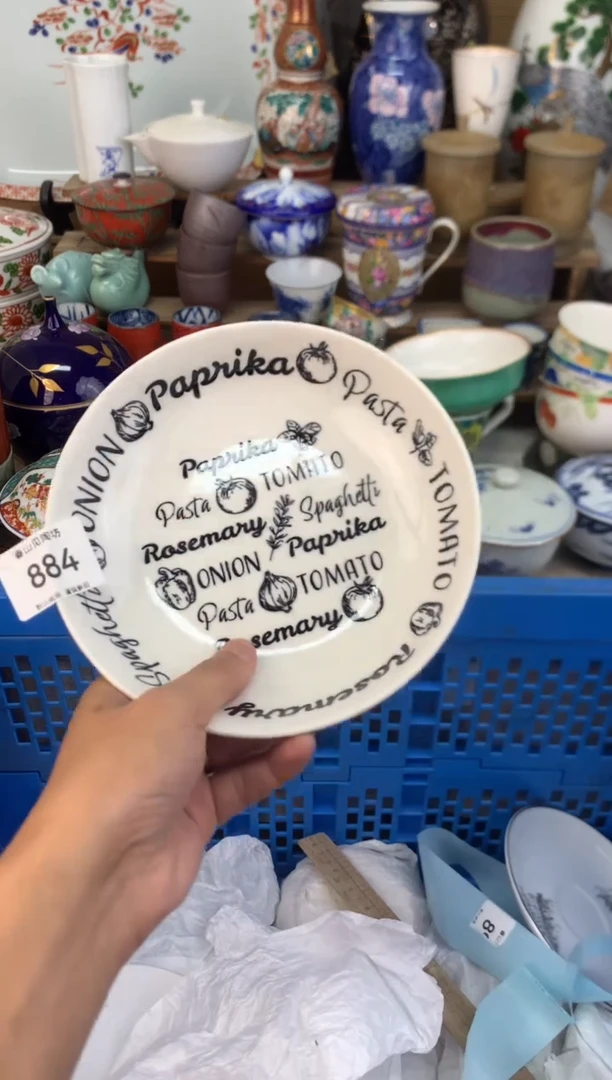 Paprika
Pasta
TOMATO
Rosemary
Spaghetti
ONION
Paprika
TOMATO
Pasta
Spaghetti
Rosemary
Paprika
ONION
TOMATO
Pasta
Rosemary
884